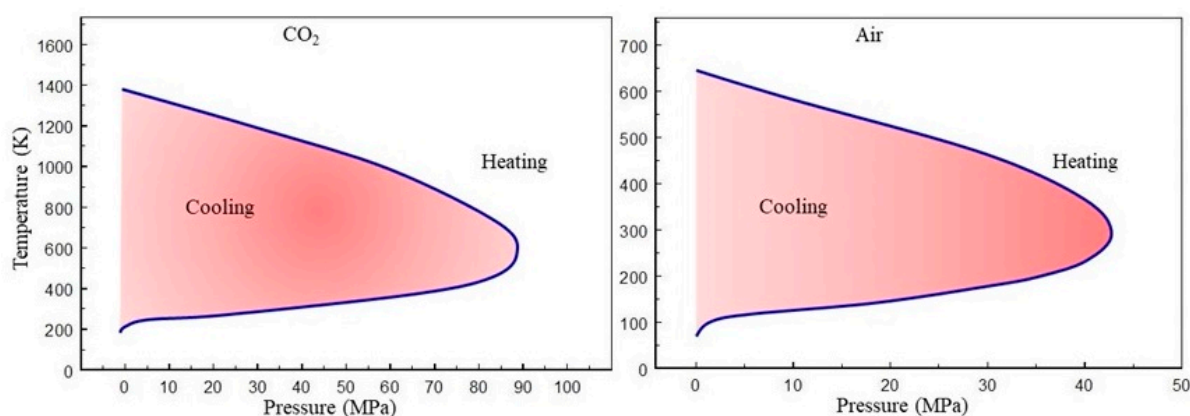 CO₂
Temperature (K)
1600
1400
1200
1000
800
600
400
200
0
Cooling
Heating
0 10 20 30 40 50 60 70 80 90 100
Pressure (MPa)
Air
700
600
500
400
300
200
100
0
Cooling
Heating
0 10 20 30 40 50
Pressure (MPa)